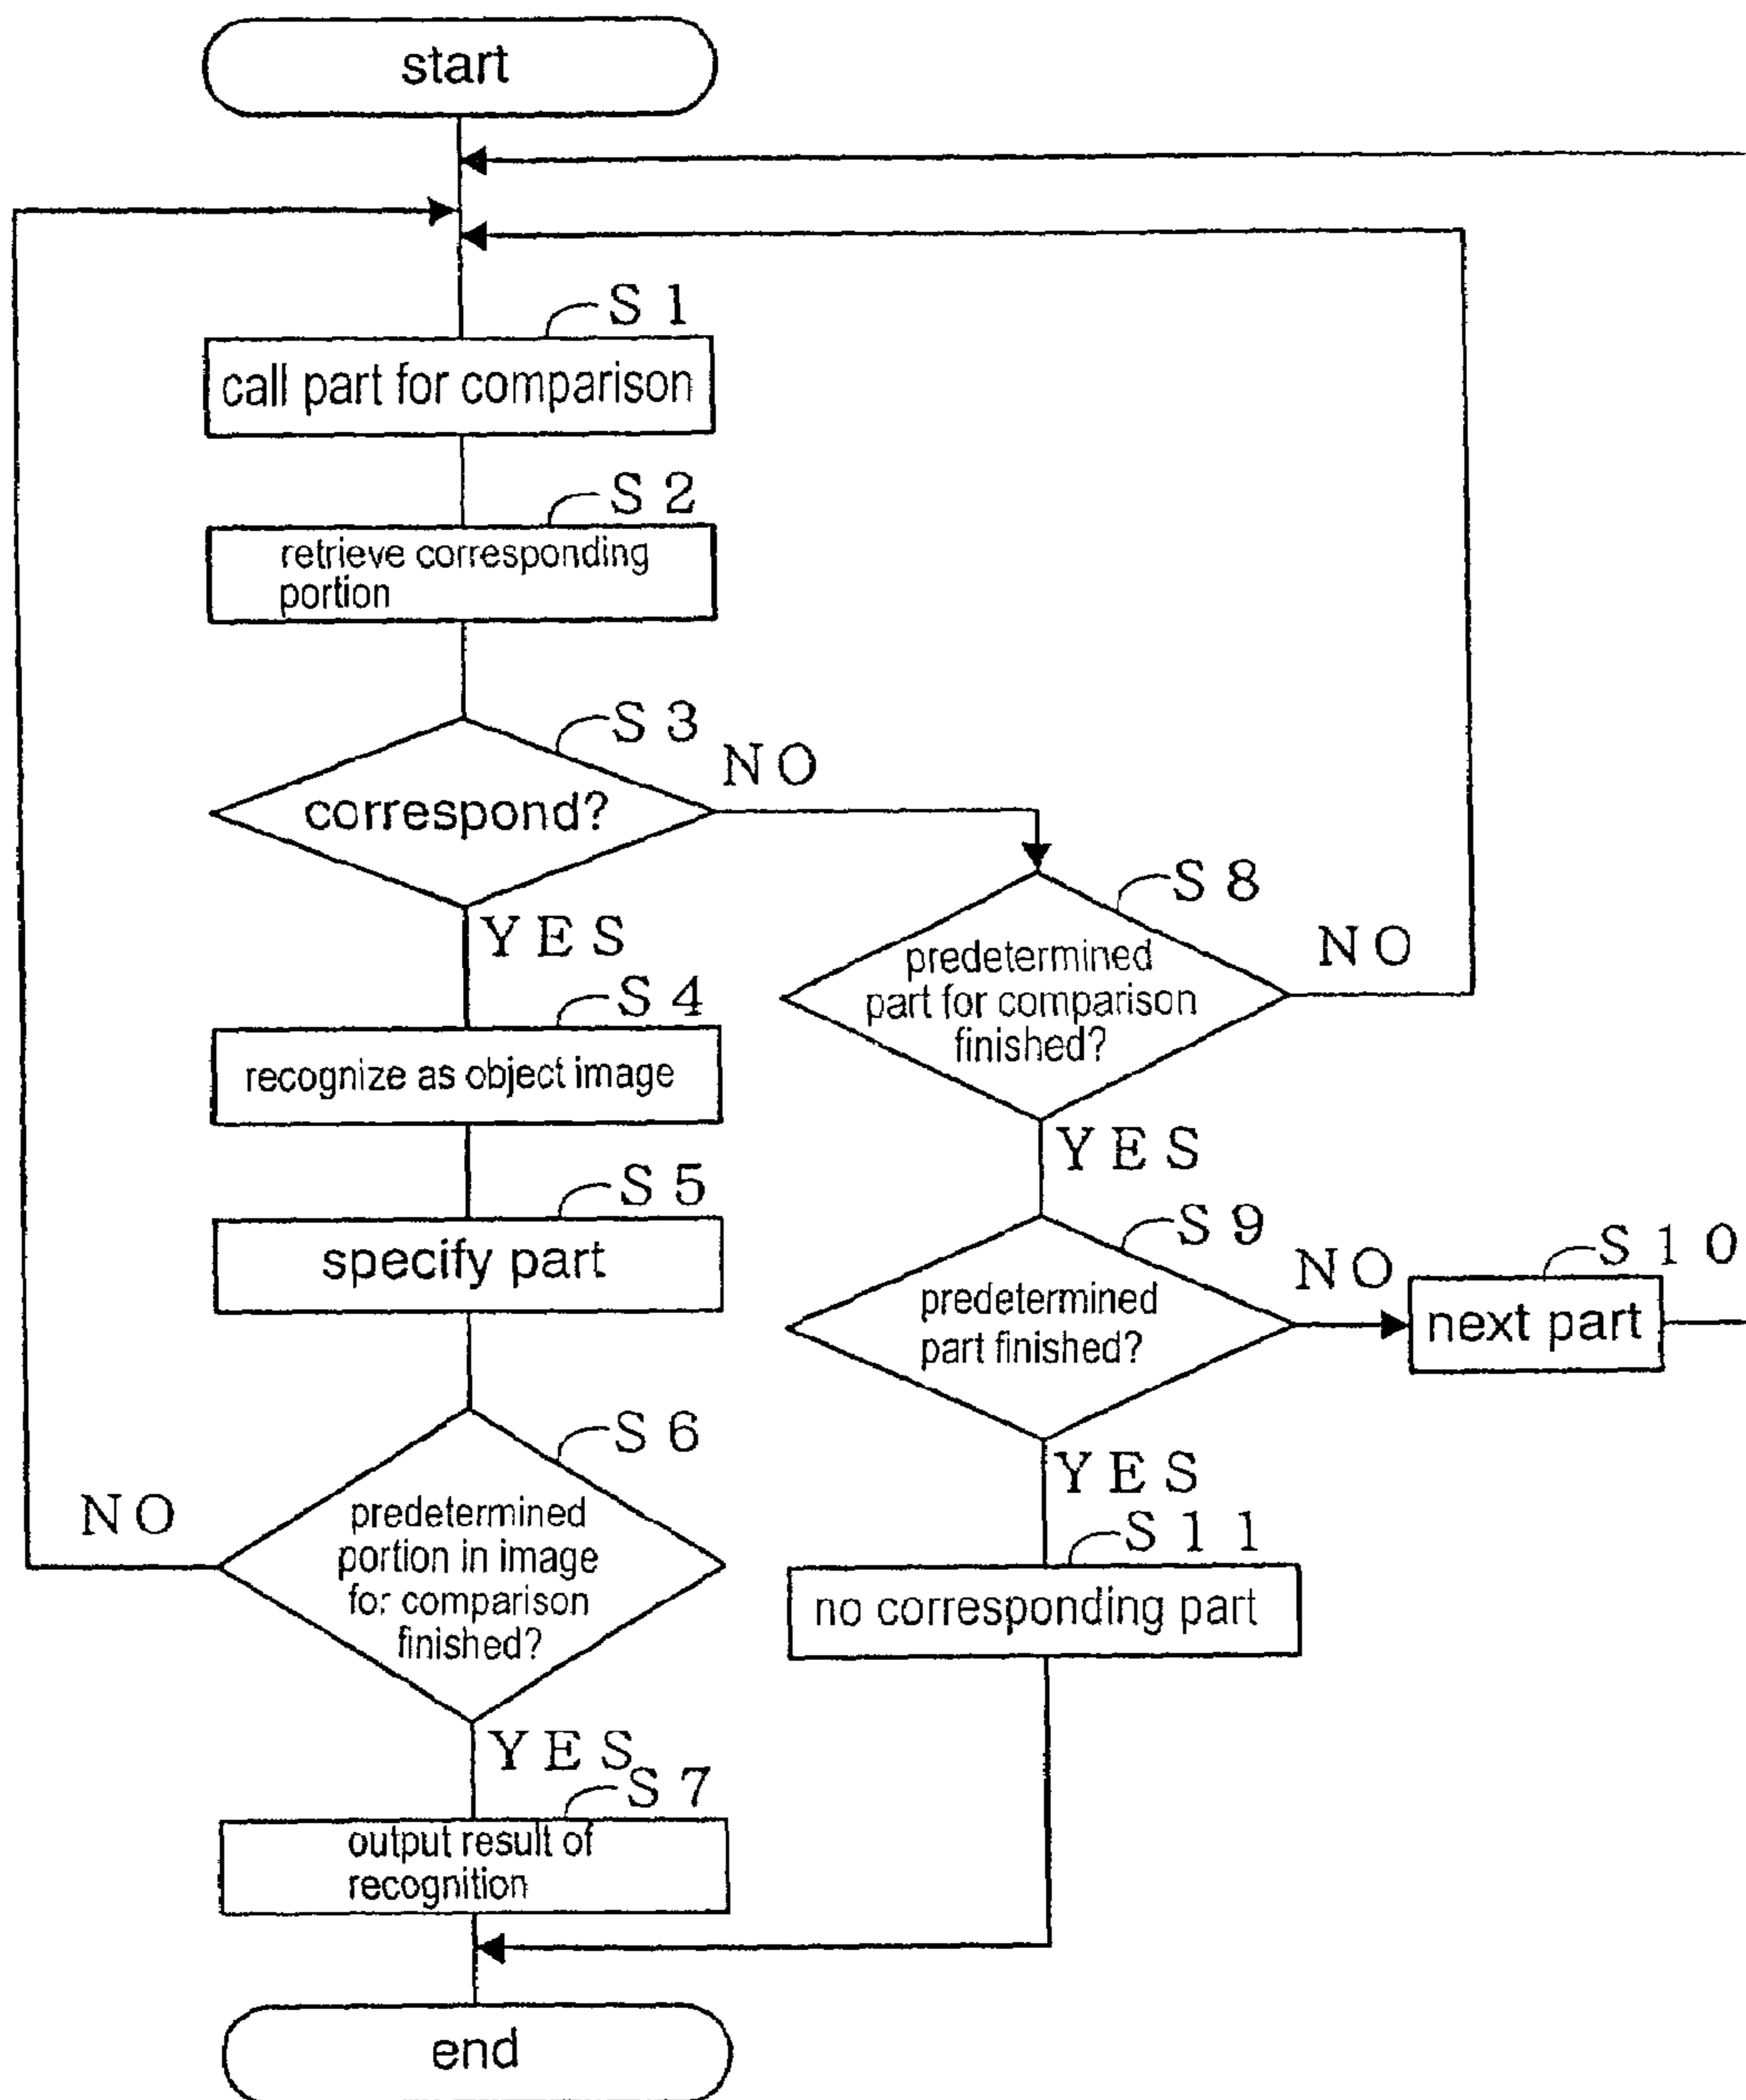 start
S 1
call part for comparison
S 2
retrieve corresponding
portion
S 3
NO
correspond?
YES
S 4
recognize as object image
S 5
specify part
S 6
NO
predetermined
portion in image
for comparison
finished?
YES
S 7
output result of
recognition
S 8
NO
predetermined
part for comparison
finished?
YES
S 9
NO
predetermined
part finished?
S 1 0
next part
YES
S 1 1
no corresponding part
end